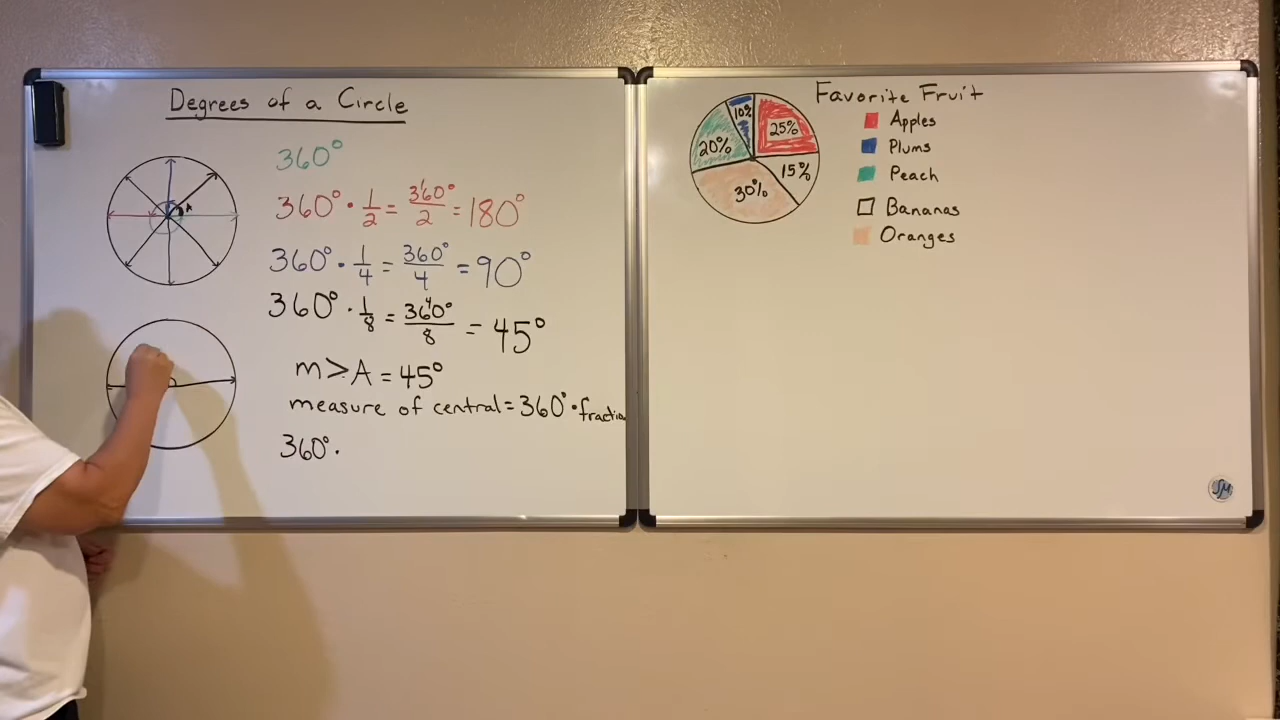 Degrees of a Circle
360°
360° · 1/2 = 360°/2 = 180°
360° · 1/4 = 360°/4 = 90°
360° · 1/8 = 360°/8 = 45°
m > A = 45°
measure of central = 360° · fractio
360° ·
A
Favorite Fruit
10%
25%
20%
15%
30%
Apples
Plums
Peach
Bananas
Oranges